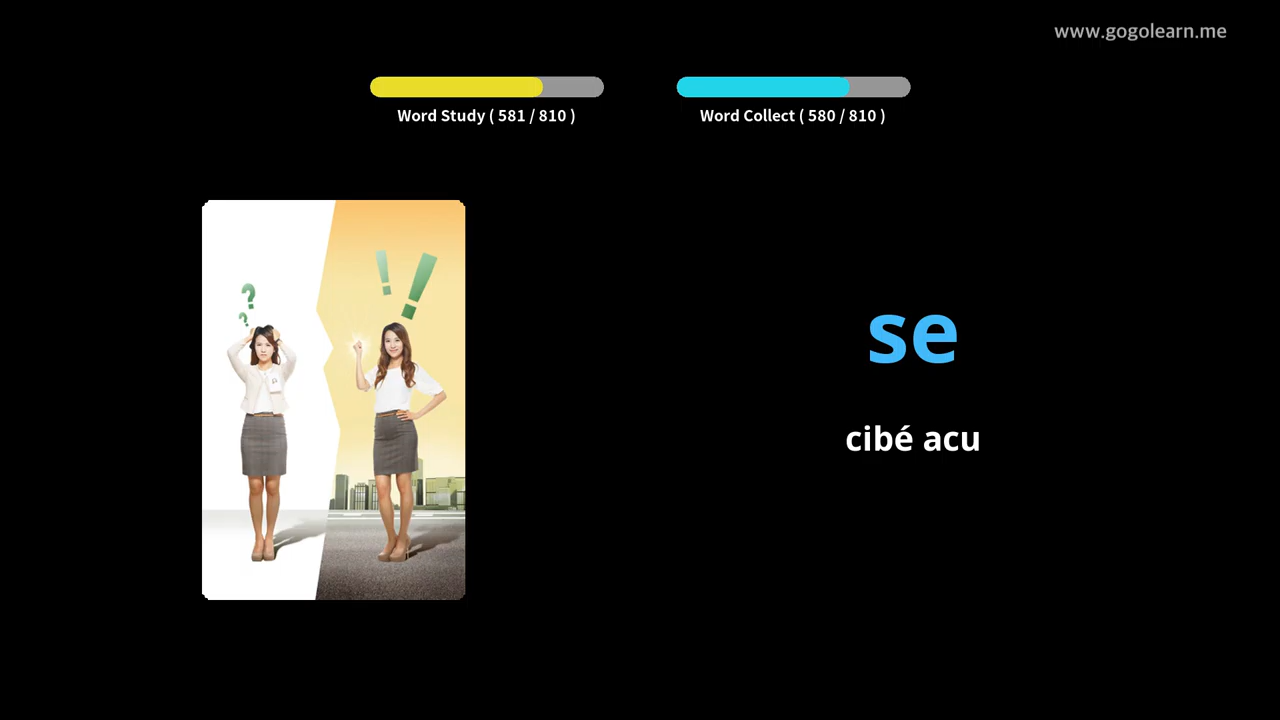 www.gogolearn.me
Word Study ( 581 / 810 )
Word Collect ( 580 / 810 )
? ?
! !
se
cibé acu